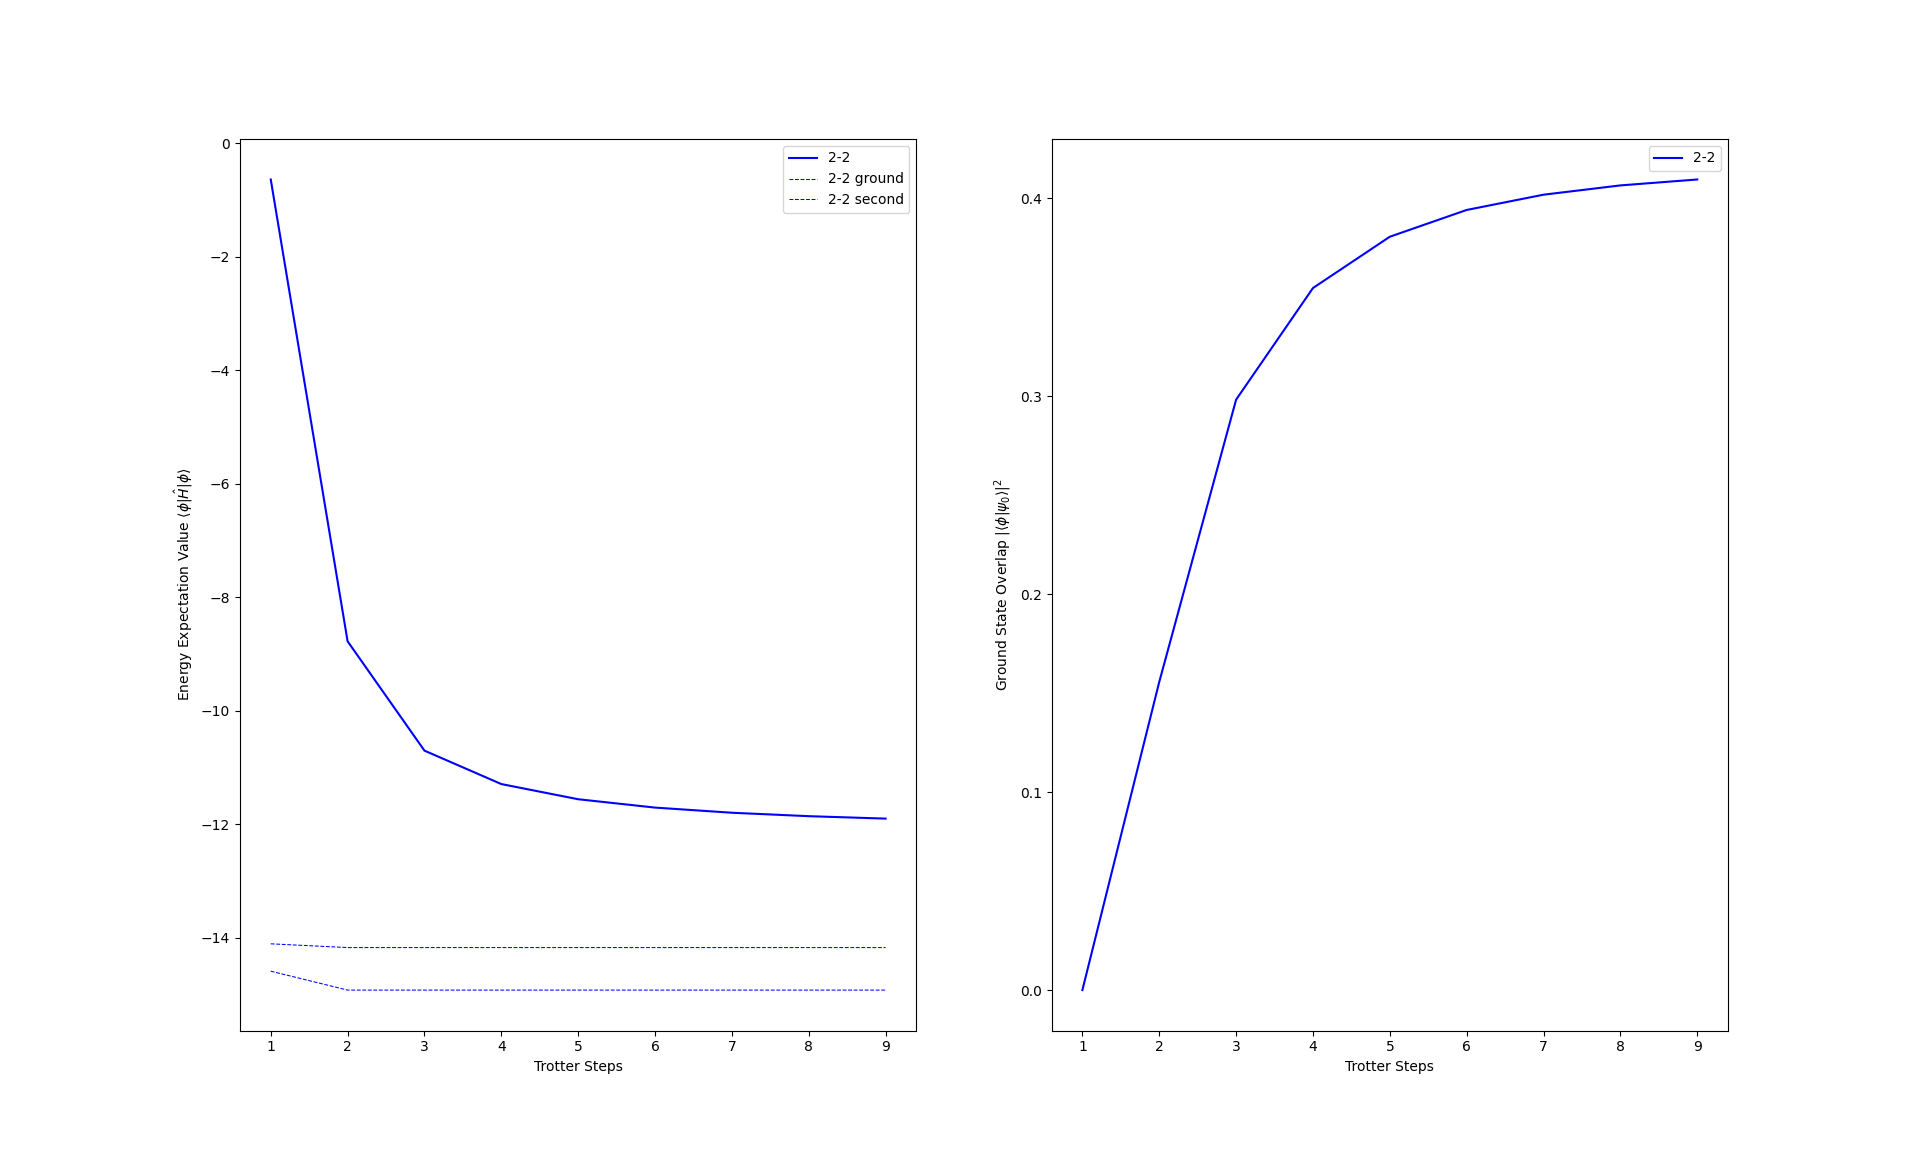 Energy Expectation Value ⟨ϕ|Ĥ|ϕ⟩
0
−2
−4
−6
−8
−10
−12
−14
1 2 3 4 5 6 7 8 9
Trotter Steps
2-2
2-2 ground
2-2 second
Ground State Overlap |⟨ϕ|ψ₀⟩|²
0.4
0.3
0.2
0.1
0.0
1 2 3 4 5 6 7 8 9
Trotter Steps
2-2